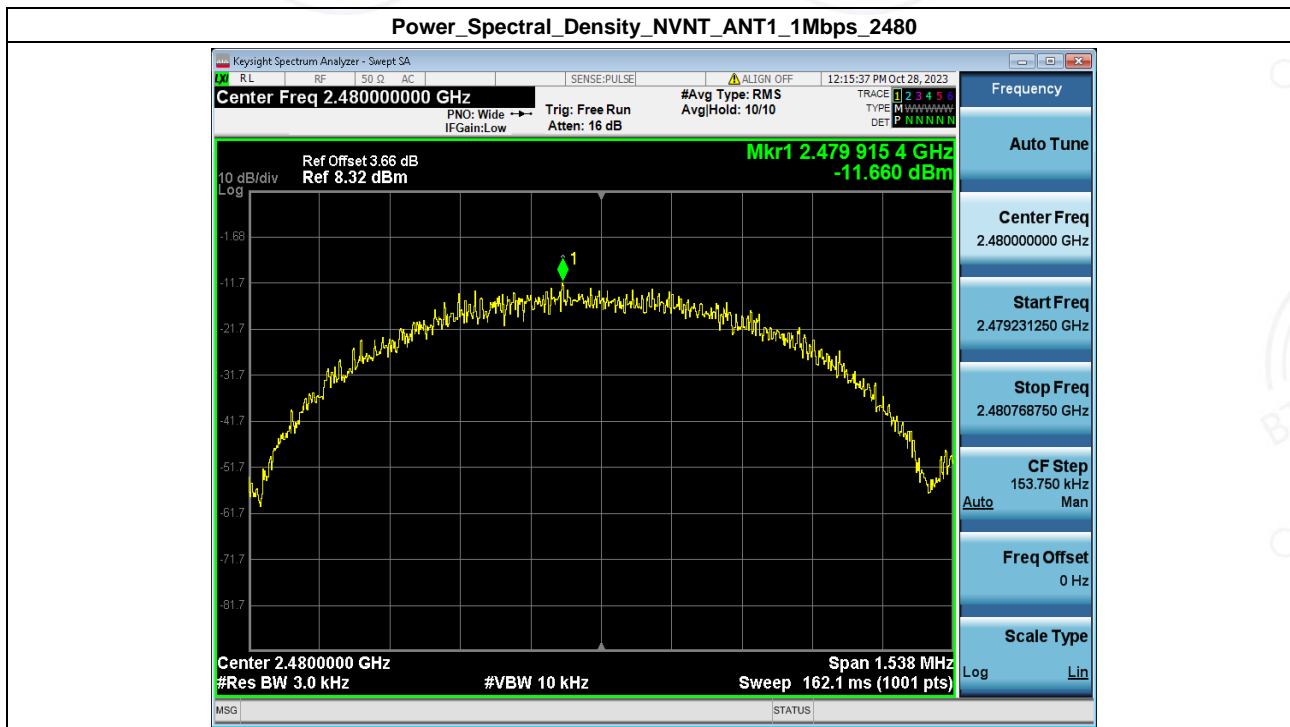 Power_Spectral_Density_NVNT_ANT1_1Mbps_2480
Keysight Spectrum Analyzer - Swept SA
LXI RL RF 50 Ω AC SENSE:PULSE ALIGN OFF 12:15:37 PM Oct 28, 2023
Center Freq 2.480000000 GHz
PNO: Wide
IFGain:Low
Trig: Free Run
Atten: 16 dB
#Avg Type: RMS
Avg|Hold: 10/10
TRACE 1 2 3 4 5 6
TYPE M WWWWW
DET P N N N N N
Mkr1 2.479 915 4 GHz
-11.660 dBm
Ref Offset 3.66 dB
10 dB/div Ref 8.32 dBm
Log
1
-1.68
-11.7
-21.7
-31.7
-41.7
-51.7
-61.7
-71.7
-81.7
Center 2.4800000 GHz Span 1.538 MHz
#Res BW 3.0 kHz #VBW 10 kHz Sweep 162.1 ms (1001 pts)
MSG STATUS
Frequency
Auto Tune
Center Freq
2.480000000 GHz
Start Freq
2.479231250 GHz
Stop Freq
2.480768750 GHz
CF Step
153.750 kHz
Auto Man
Freq Offset
0 Hz
Scale Type
Log Lin